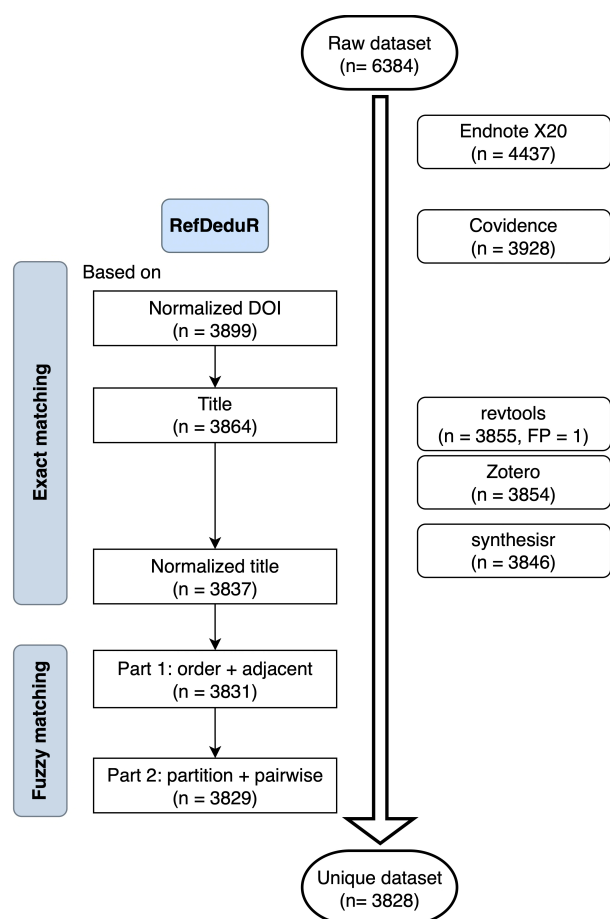 Raw dataset
(n= 6384)
Endnote X20
(n = 4437)
RefDeduR
Covidence
(n = 3928)
Based on
Exact matching
Normalized DOI
(n = 3899)
Title
(n = 3864)
revtools
(n = 3855, FP = 1)
Zotero
(n = 3854)
synthesisr
(n = 3846)
Normalized title
(n = 3837)
Fuzzy matching
Part 1: order + adjacent
(n = 3831)
Part 2: partition + pairwise
(n = 3829)
Unique dataset
(n= 3828)